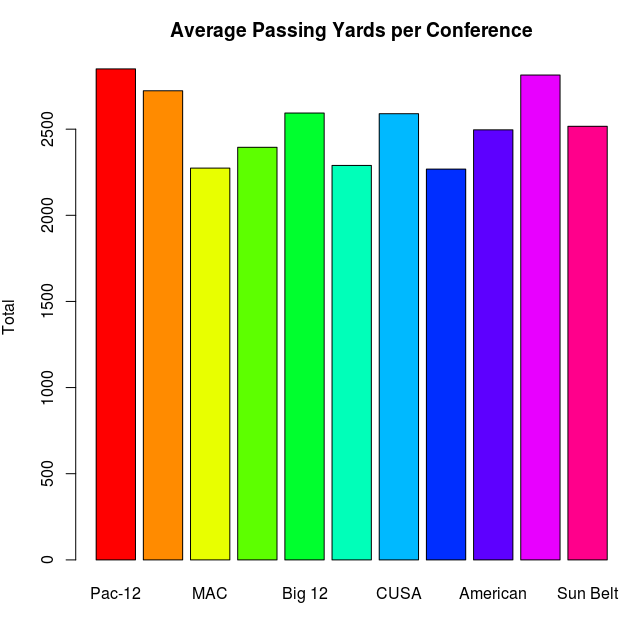 Average Passing Yards per Conference
Total
2500
2000
1500
1000
500
0
Pac-12 MAC Big 12 CUSA American Sun Belt